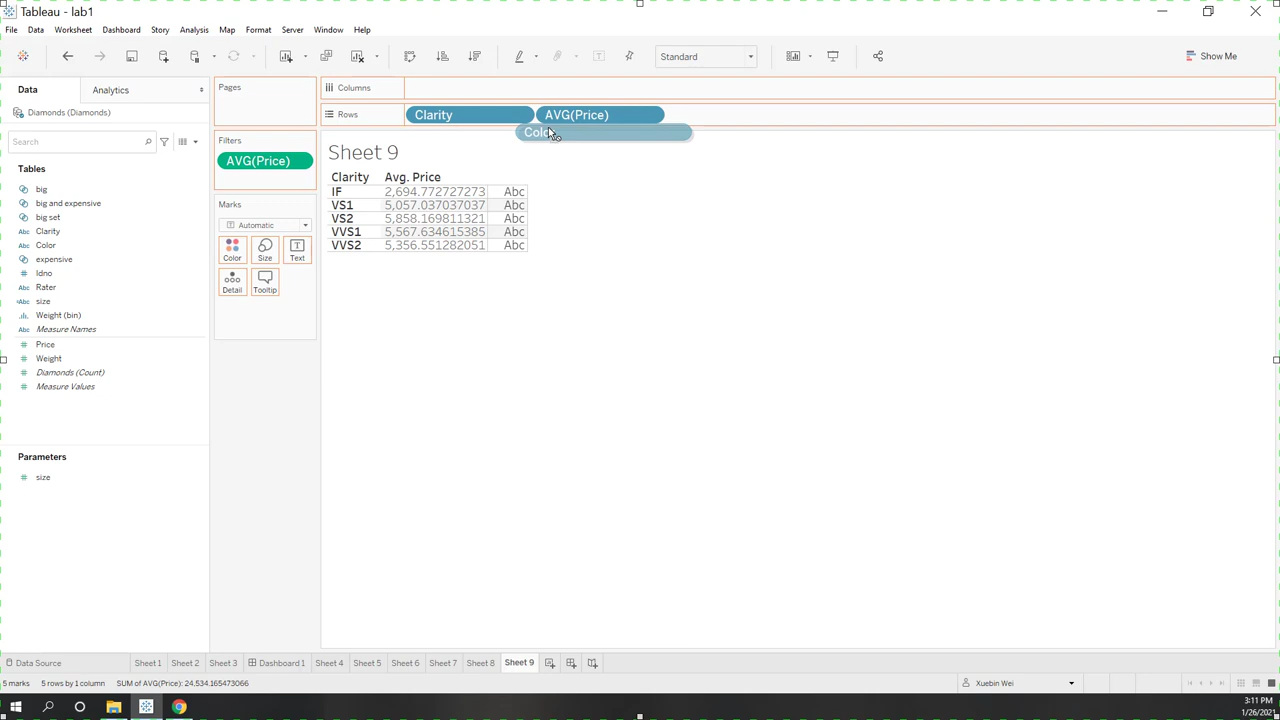 Tableau - lab1
File Data Worksheet Dashboard Story Analysis Map Format Server Window Help
Standard
Show Me
Data Analytics
Diamonds (Diamonds)
Search
Tables
big
big and expensive
big set
Clarity
Color
expensive
Idno
Rater
size
Weight (bin)
Measure Names
Price
Weight
Diamonds (Count)
Measure Values
Parameters
size
Pages
Filters
AVG(Price)
Marks
Automatic
Color Size Text
Detail Tooltip
Columns
Rows Clarity AVG(Price)
Color
Sheet 9
Clarity Avg. Price
IF 2,694.772727273 Abc
VS1 5,057.037037037 Abc
VS2 5,858.169811321 Abc
VVS1 5,567.634615385 Abc
VVS2 5,356.551282051 Abc
Data Source Sheet 1 Sheet 2 Sheet 3 Dashboard 1 Sheet 4 Sheet 5 Sheet 6 Sheet 7 Sheet 8 Sheet 9
5 marks 5 rows by 1 column SUM of AVG(Price): 24,534.165473066 Xuebin Wei
3:11 PM
1/26/2021